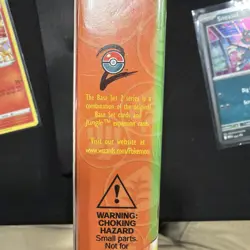 The Base Set 2 series is a
combination of the original
Base Set cards and
Jungle™ expansion cards.
Visit our website at
www.wizards.com/Pokemon
WARNING:
CHOKING
HAZARD
Small parts.
Not for